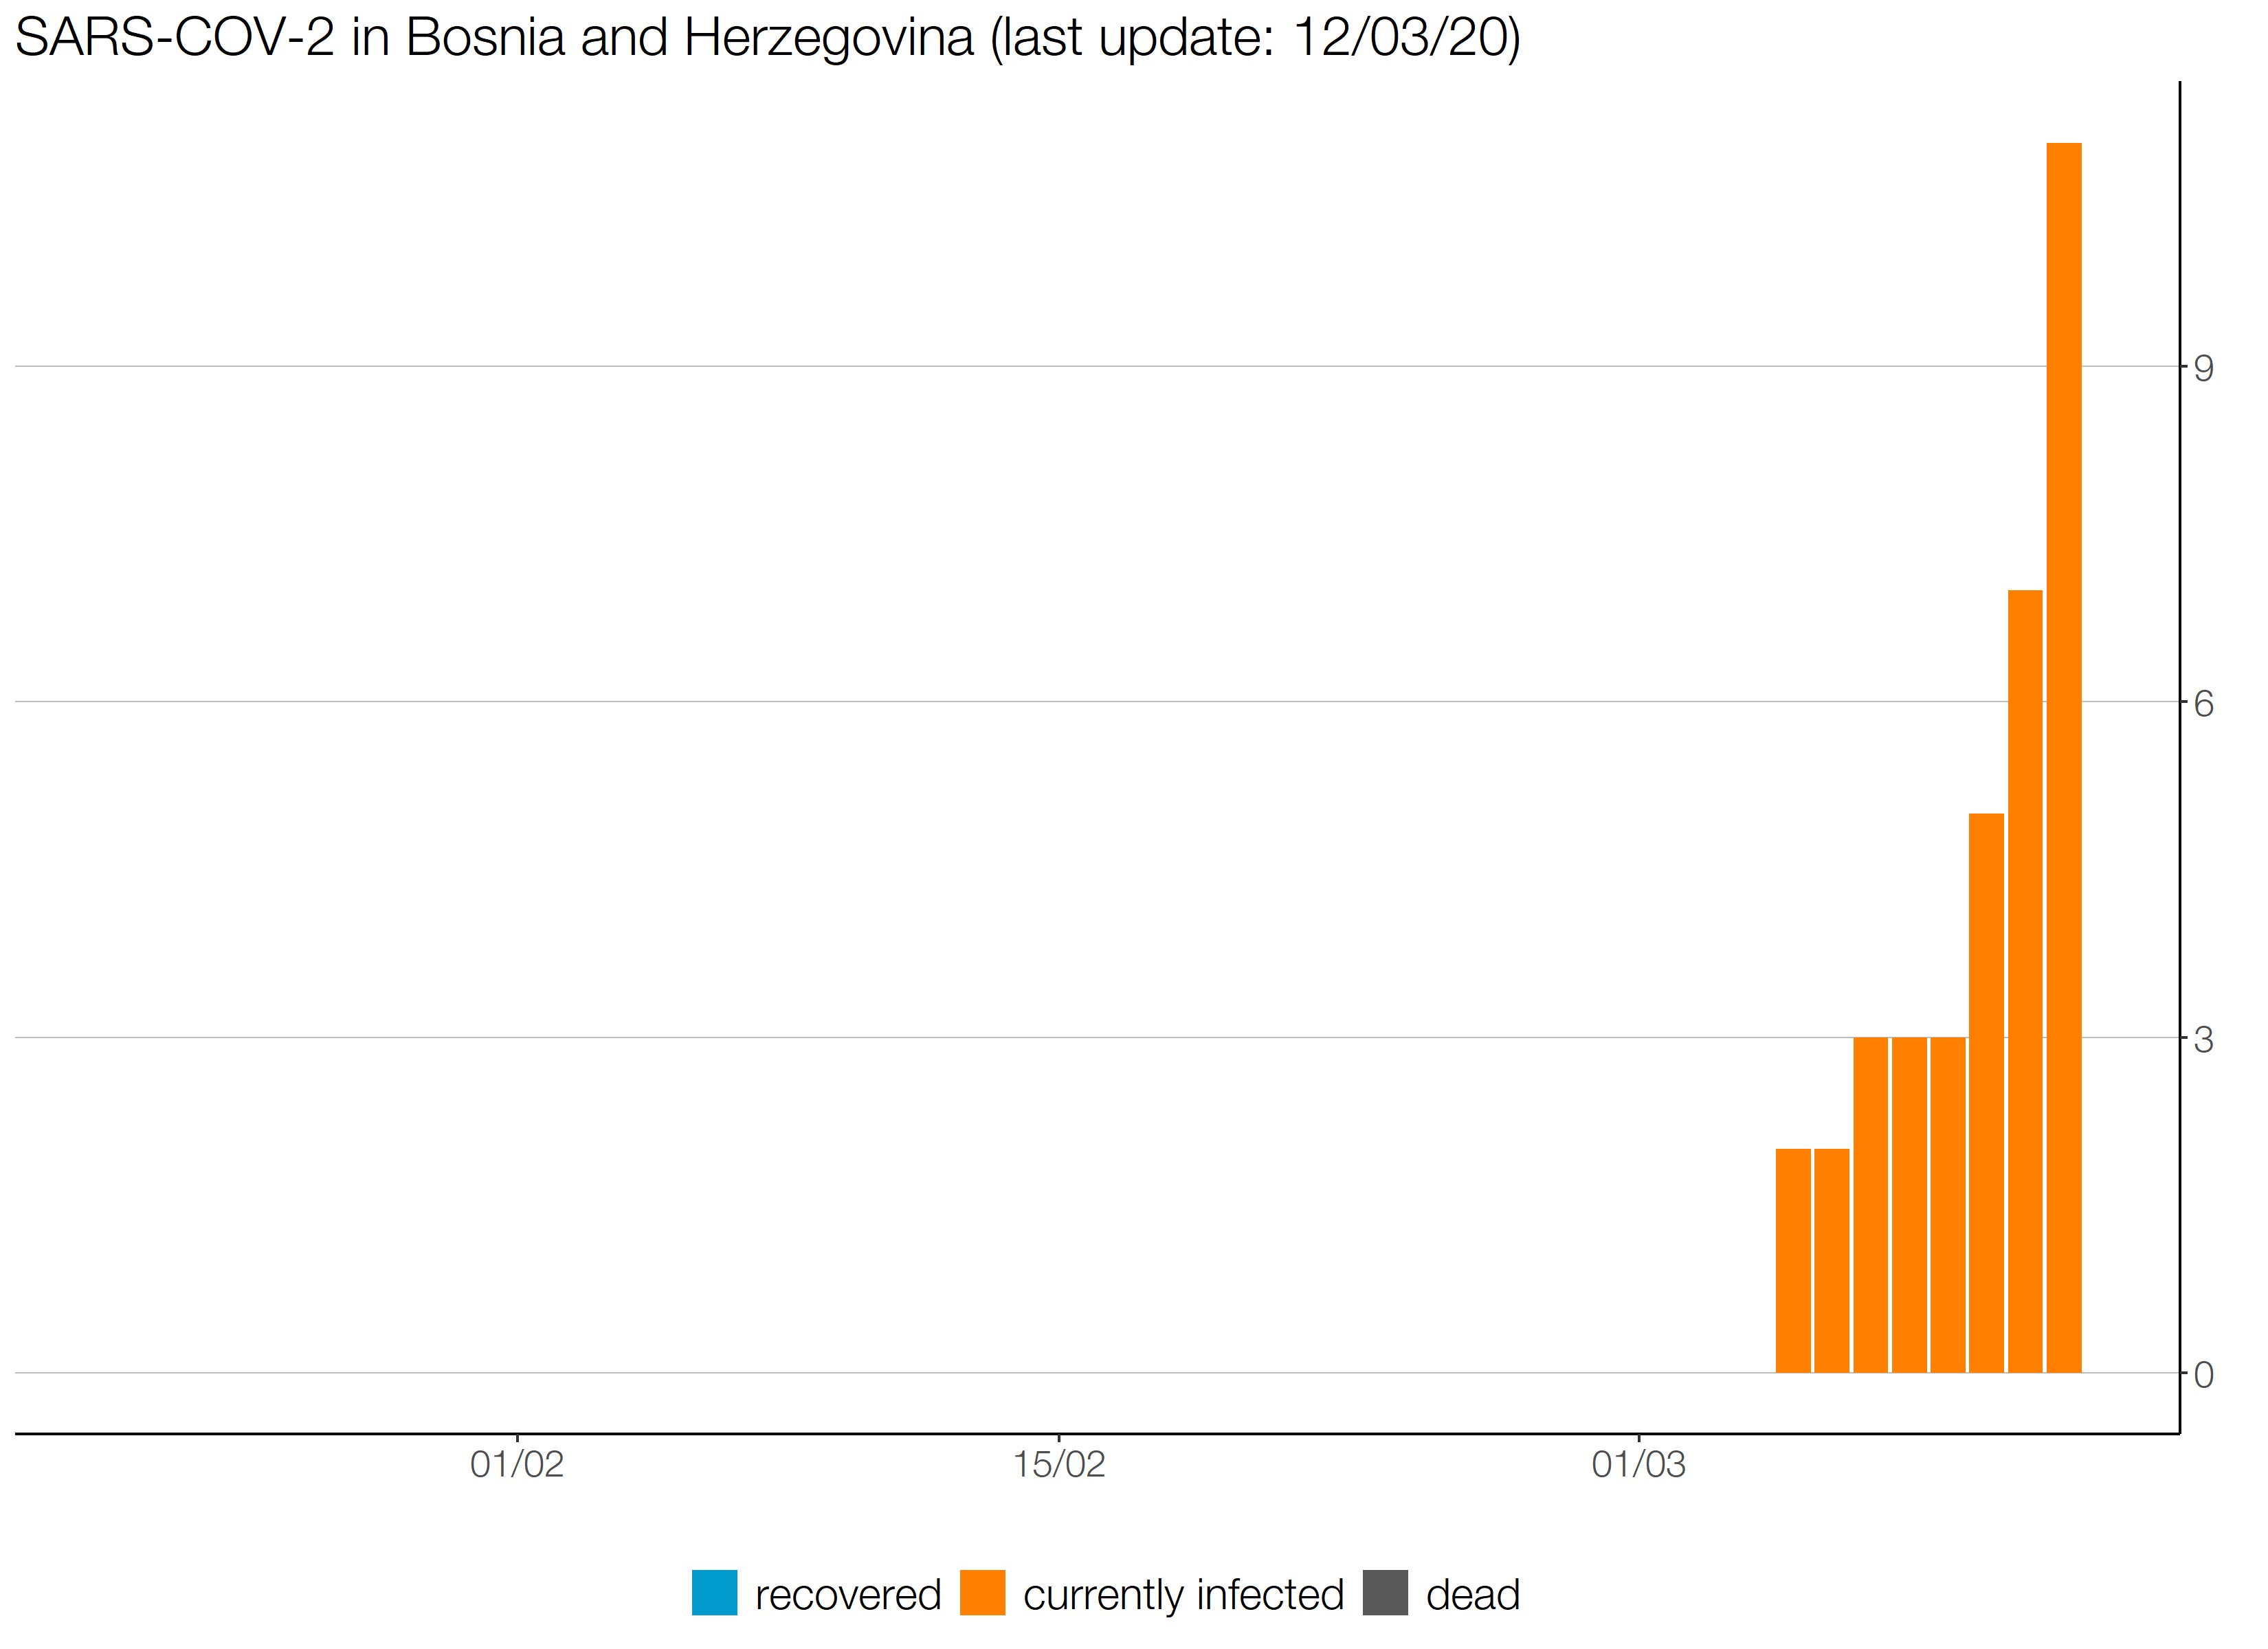 SARS-COV-2 in Bosnia and Herzegovina (last update: 12/03/20)
9
6
3
0
01/02 15/02 01/03
recovered currently infected dead